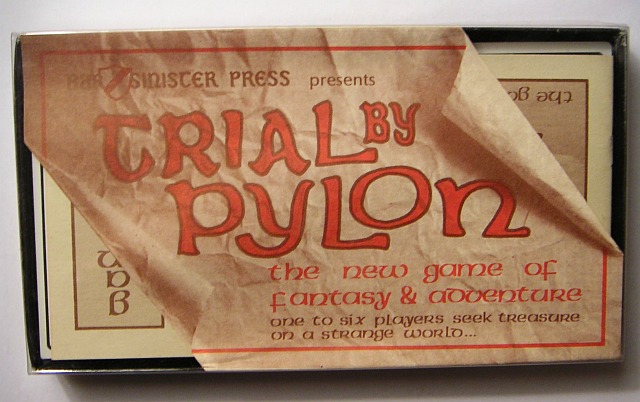 SINISTER PRESS presents
TRIAL BY
PYLON
the new game of
fantasy & adventure
one to six players seek treasure
on a strange world...